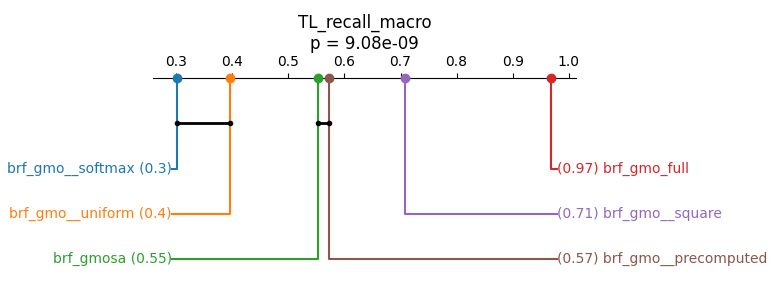 TL_recall_macro
p = 9.08e-09
0.3 0.4 0.5 0.6 0.7 0.8 0.9 1.0
brf_gmo__softmax (0.3) (0.97) brf_gmo_full
brf_gmo__uniform (0.4) (0.71) brf_gmo__square
brf_gmosa (0.55) (0.57) brf_gmo__precomputed